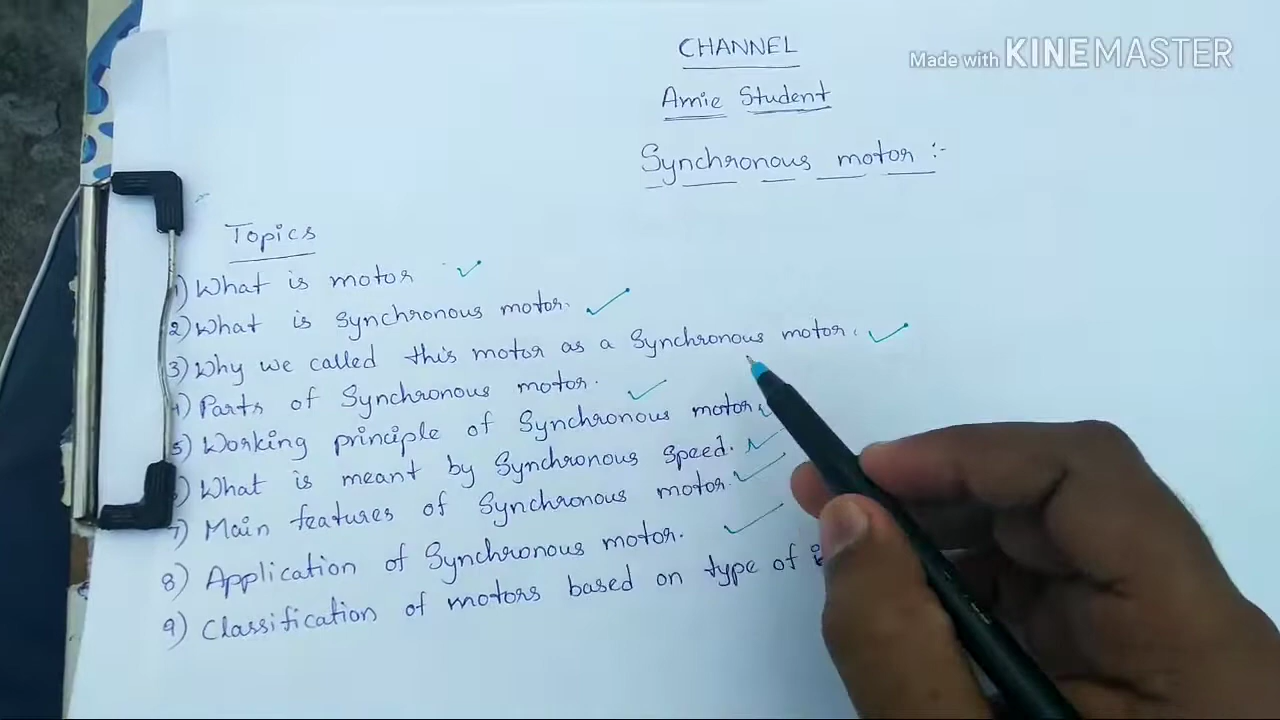 CHANNEL
Made with KINEMASTER
Amie Student
Synchronous motor :-
Topics
1) What is motor
2) What is synchronous motor.
3) Why we called this motor as a Synchronous motor.
4) Parts of Synchronous motor.
5) Working principle of Synchronous motor.
6) What is meant by Synchronous Speed.
7) Main features of Synchronous motor.
8) Application of Synchronous motor.
9) Classification of motors based on type of